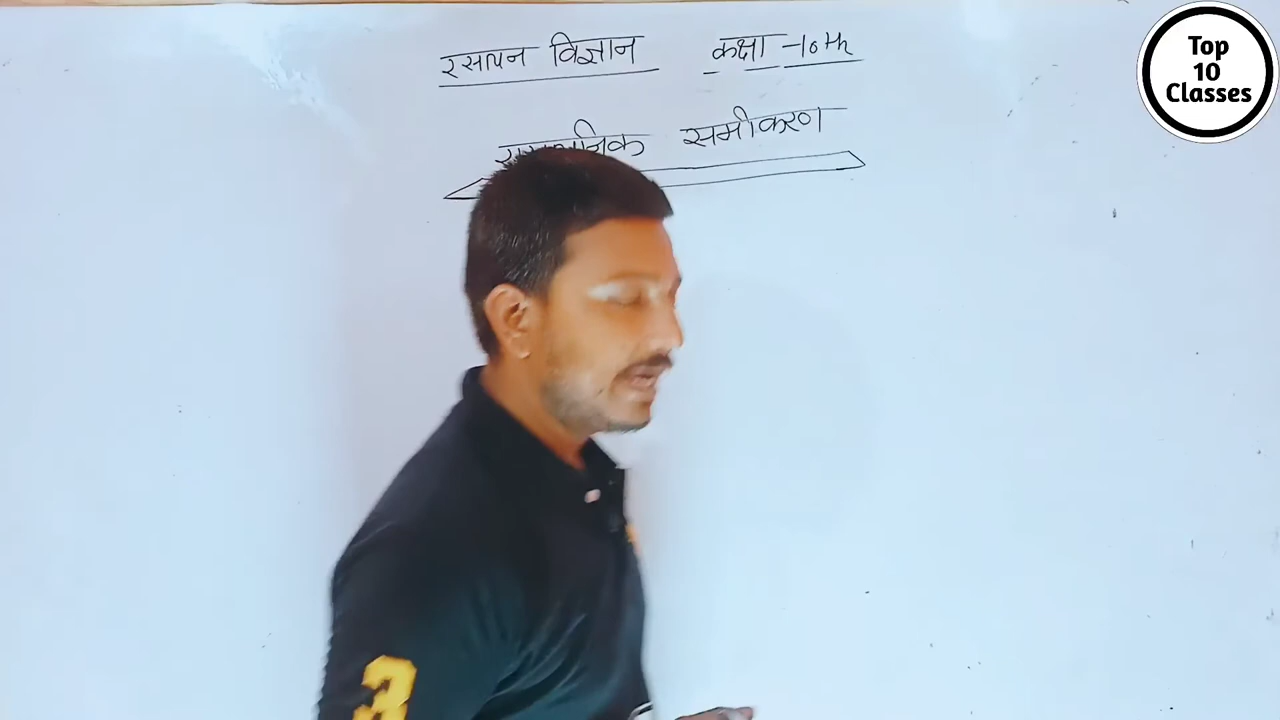 रसायन विज्ञान कक्षा -10th
समीकरण
Top
10
Classes
3